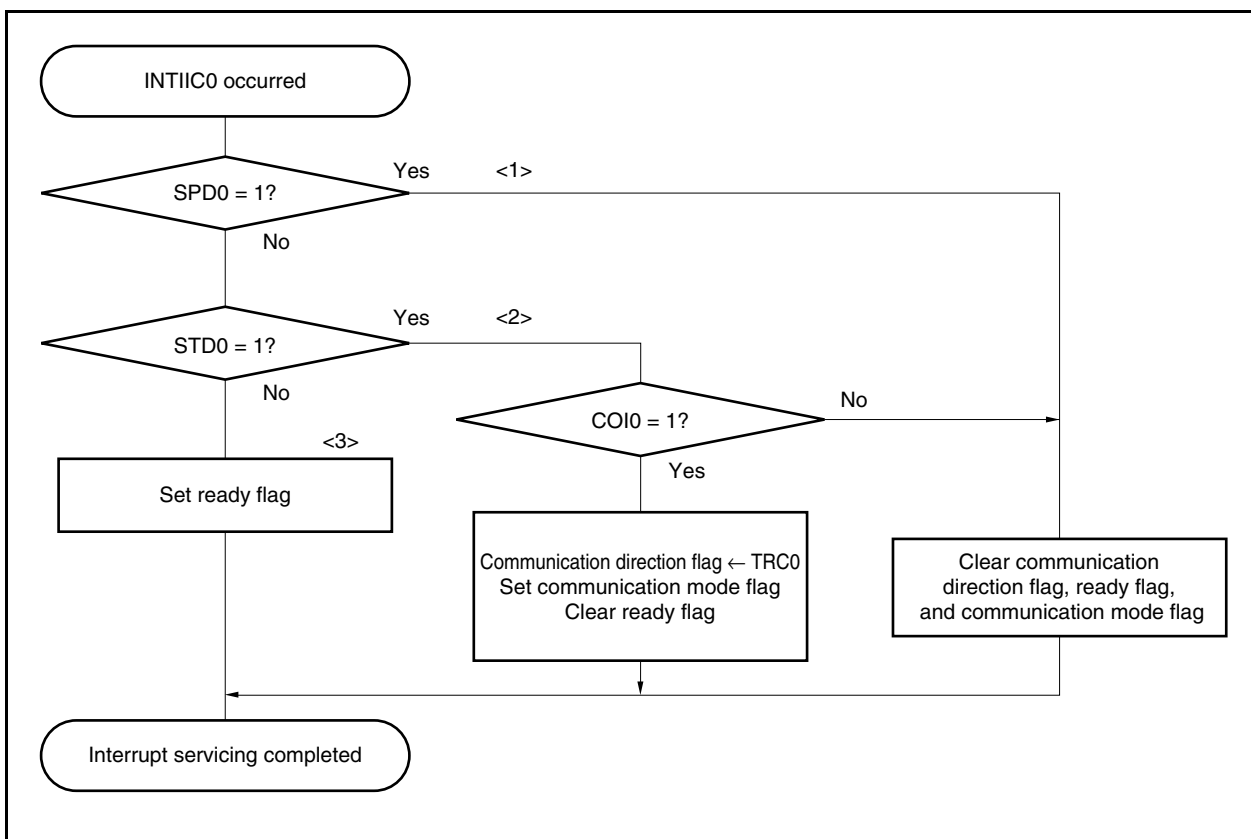 INTIIC0 occurred
Yes <1>
SPD0 = 1?
No
Yes <2>
STD0 = 1?
No
COI0 = 1?
No
Yes
<3>
Set ready flag
Communication direction flag ← TRC0
Set communication mode flag
Clear ready flag
Clear communication
direction flag, ready flag,
and communication mode flag
Interrupt servicing completed